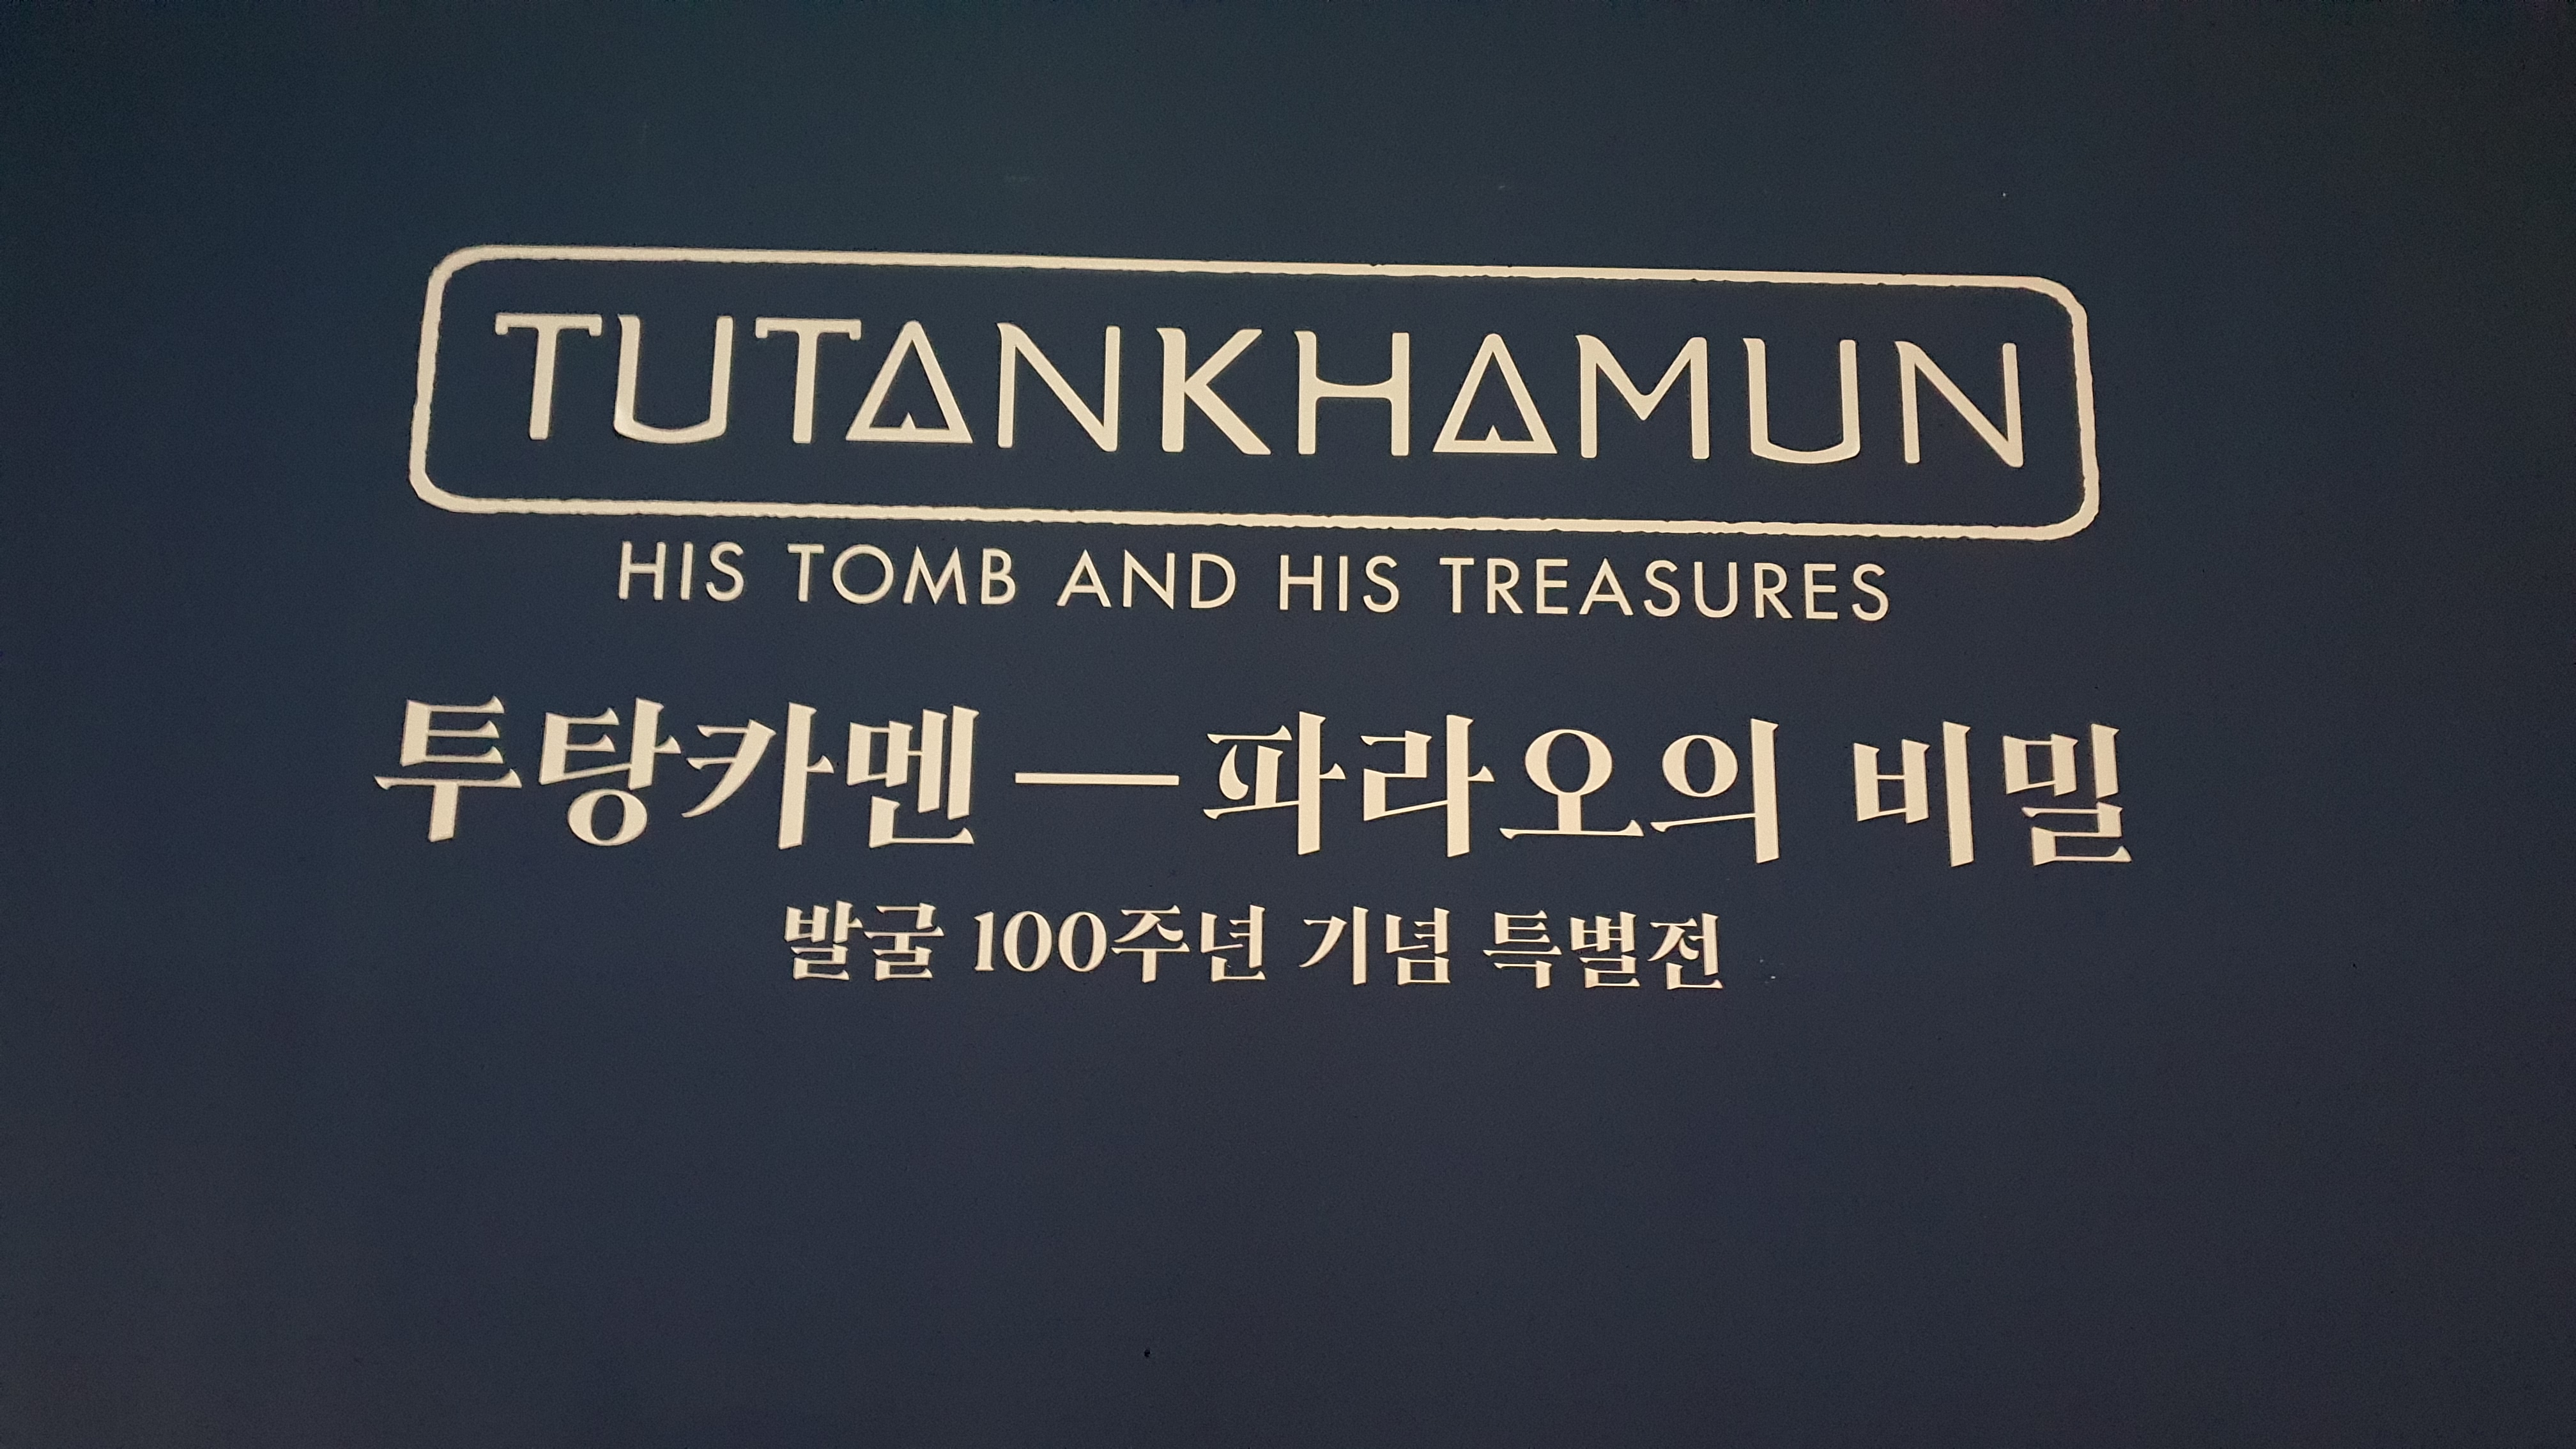 TUTANKHAMUN
HIS TOMB AND HIS TREASURES
투탕카멘 — 파라오의 비밀
발굴 100주년 기념 특별전